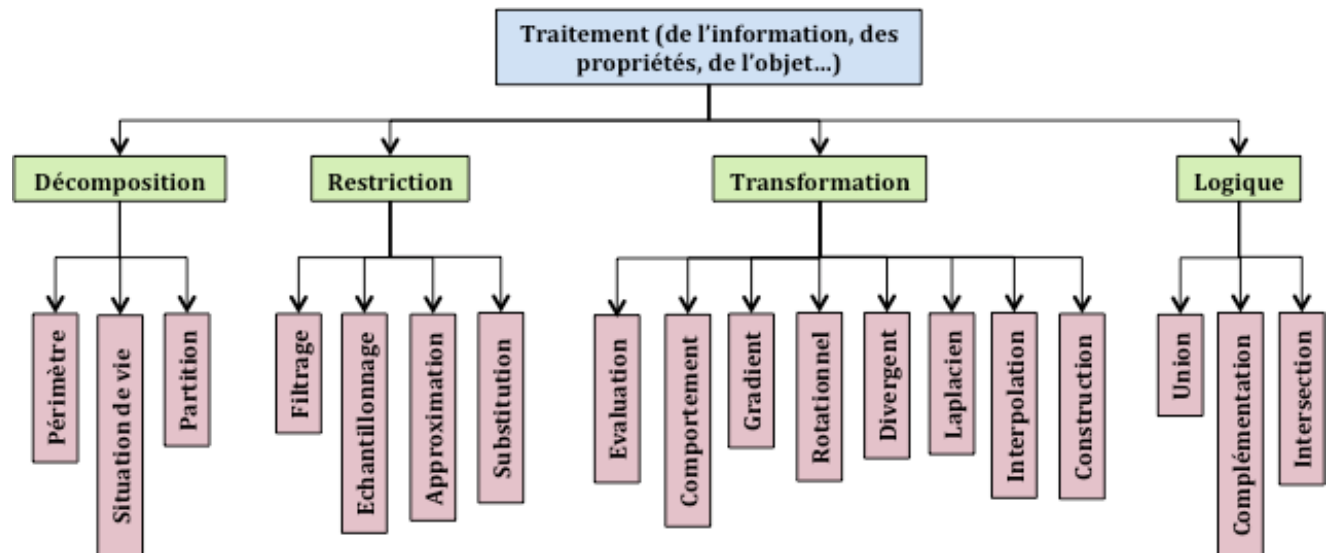 Traitement (de l'information, des
propriétés, de l'objet…)
Décomposition
Restriction
Transformation
Logique
Périmètre
Situation de vie
Partition
Filtrage
Echantillonnage
Approximation
Substitution
Evaluation
Comportement
Gradient
Rotationnel
Divergent
Laplacien
Interpolation
Construction
Union
Complémentation
Intersection